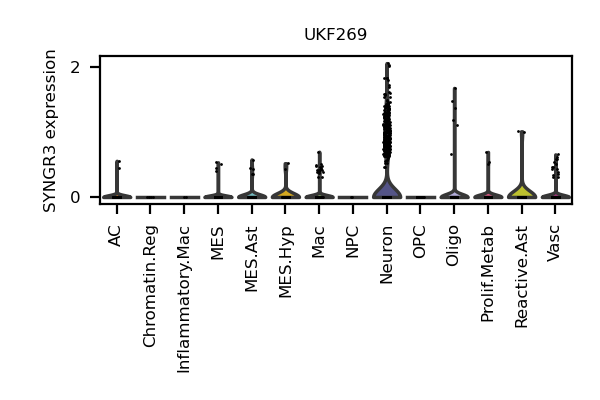 UKF269
SYNGR3 expression
2
0
AC
Chromatin.Reg
Inflammatory.Mac
MES
MES.Ast
MES.Hyp
Mac
NPC
Neuron
OPC
Oligo
Prolif.Metab
Reactive.Ast
Vasc